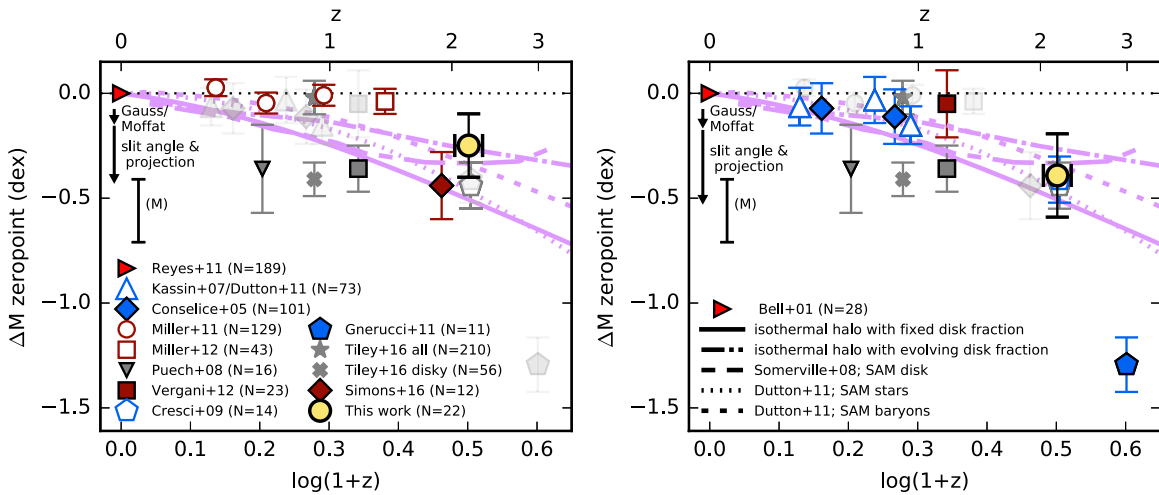 z
0 1 2 3
ΔM zeropoint (dex)
0.0
−0.5
−1.0
−1.5
Gauss/
Moffat
slit angle &
projection
(M)
Reyes+11 (N=189)
Kassin+07/Dutton+11 (N=73)
Conselice+05 (N=101)
Miller+11 (N=129)
Miller+12 (N=43)
Puech+08 (N=16)
Vergani+12 (N=23)
Cresci+09 (N=14)
Gnerucci+11 (N=11)
Tiley+16 all (N=210)
Tiley+16 disky (N=56)
Simons+16 (N=12)
This work (N=22)
0.0 0.1 0.2 0.3 0.4 0.5 0.6
log(1+z)
z
0 1 2 3
ΔM zeropoint (dex)
0.0
−0.5
−1.0
−1.5
Gauss/
Moffat
slit angle &
projection
(M)
Bell+01 (N=28)
isothermal halo with fixed disk fraction
isothermal halo with evolving disk fraction
Somerville+08; SAM disk
Dutton+11; SAM stars
Dutton+11; SAM baryons
0.0 0.1 0.2 0.3 0.4 0.5 0.6
log(1+z)